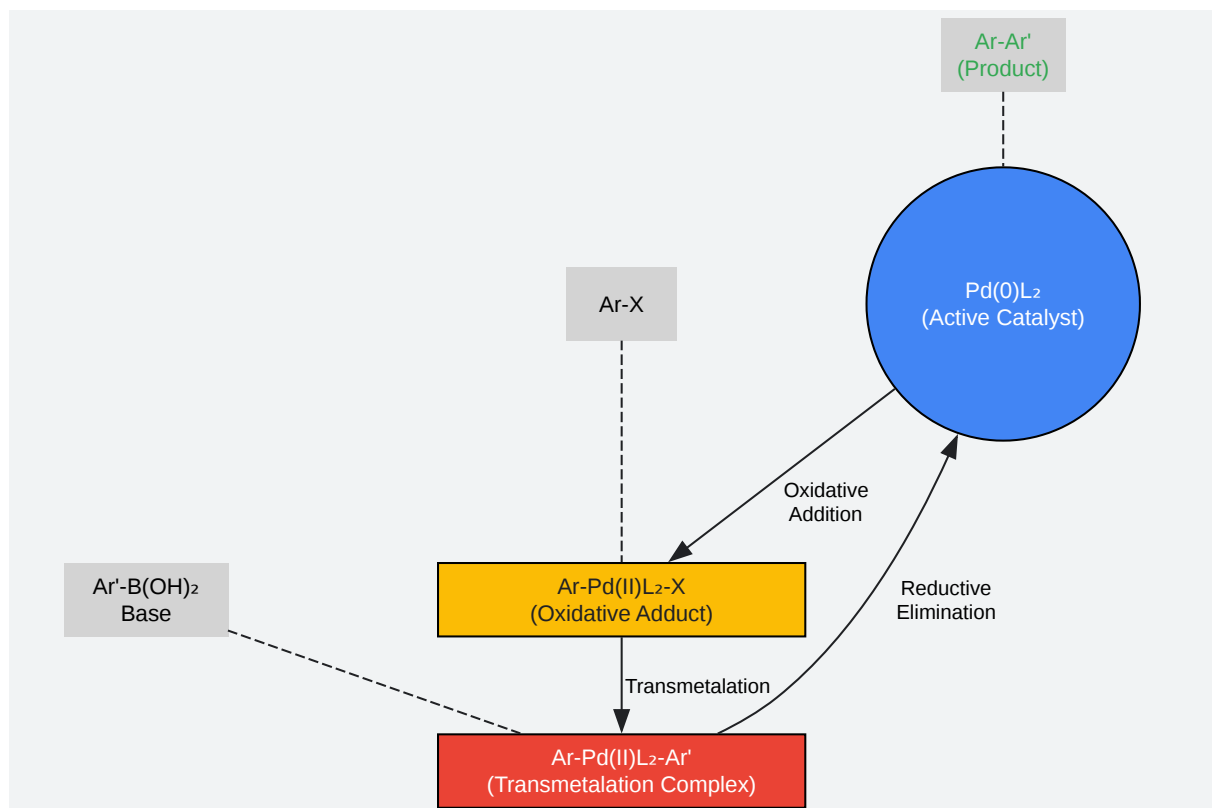 Ar-Ar'
(Product)
Pd(0)L₂
(Active Catalyst)
Ar-X
Oxidative
Addition
Ar'-B(OH)₂
Base
Ar-Pd(II)L₂-X
(Oxidative Adduct)
Reductive
Elimination
Transmetalation
Ar-Pd(II)L₂-Ar'
(Transmetalation Complex)